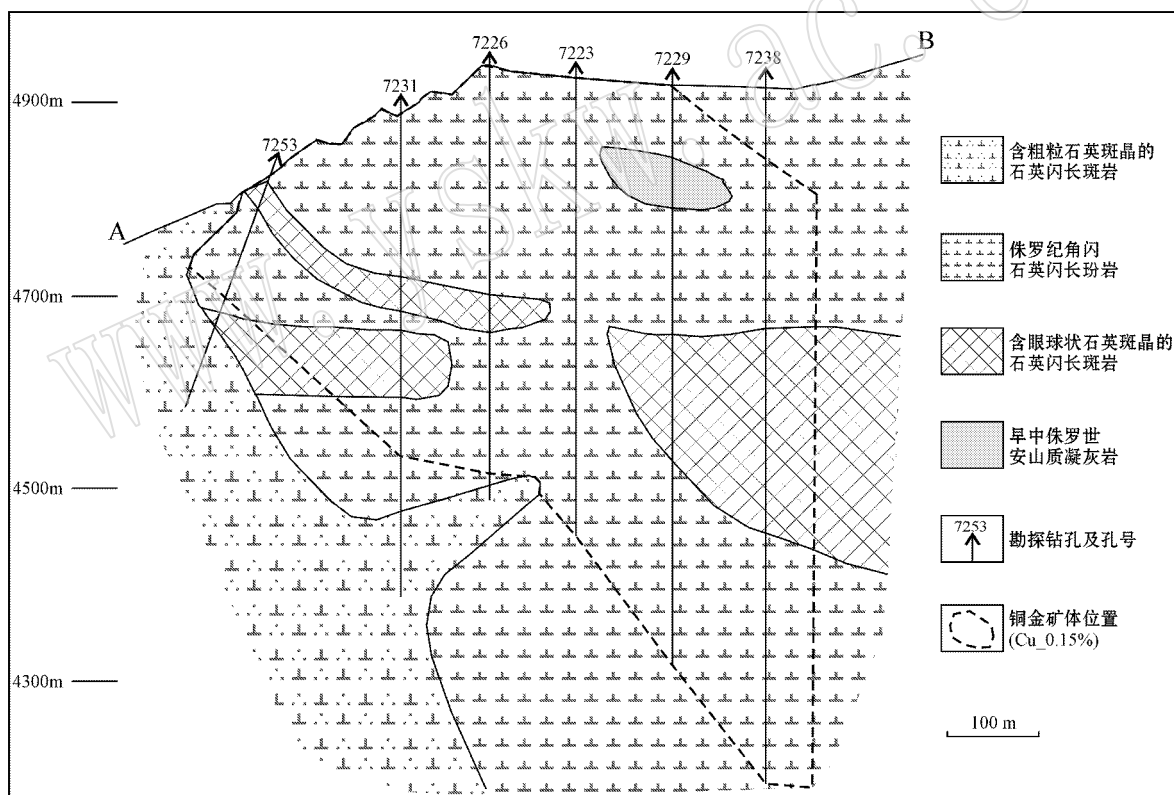 7226
7223
7229
7238
B
7231
4900m
7253
A
4700m
4500m
4300m
含粗粒石英斑晶的
石英闪长斑岩
侏罗纪角闪
石英闪长玢岩
含眼球状石英斑晶的
石英闪长斑岩
早中侏罗世
安山质凝灰岩
7253
勘探钻孔及孔号
铜金矿体位置
(Cu_0.15%)
100 m
www.yskw.ac.c